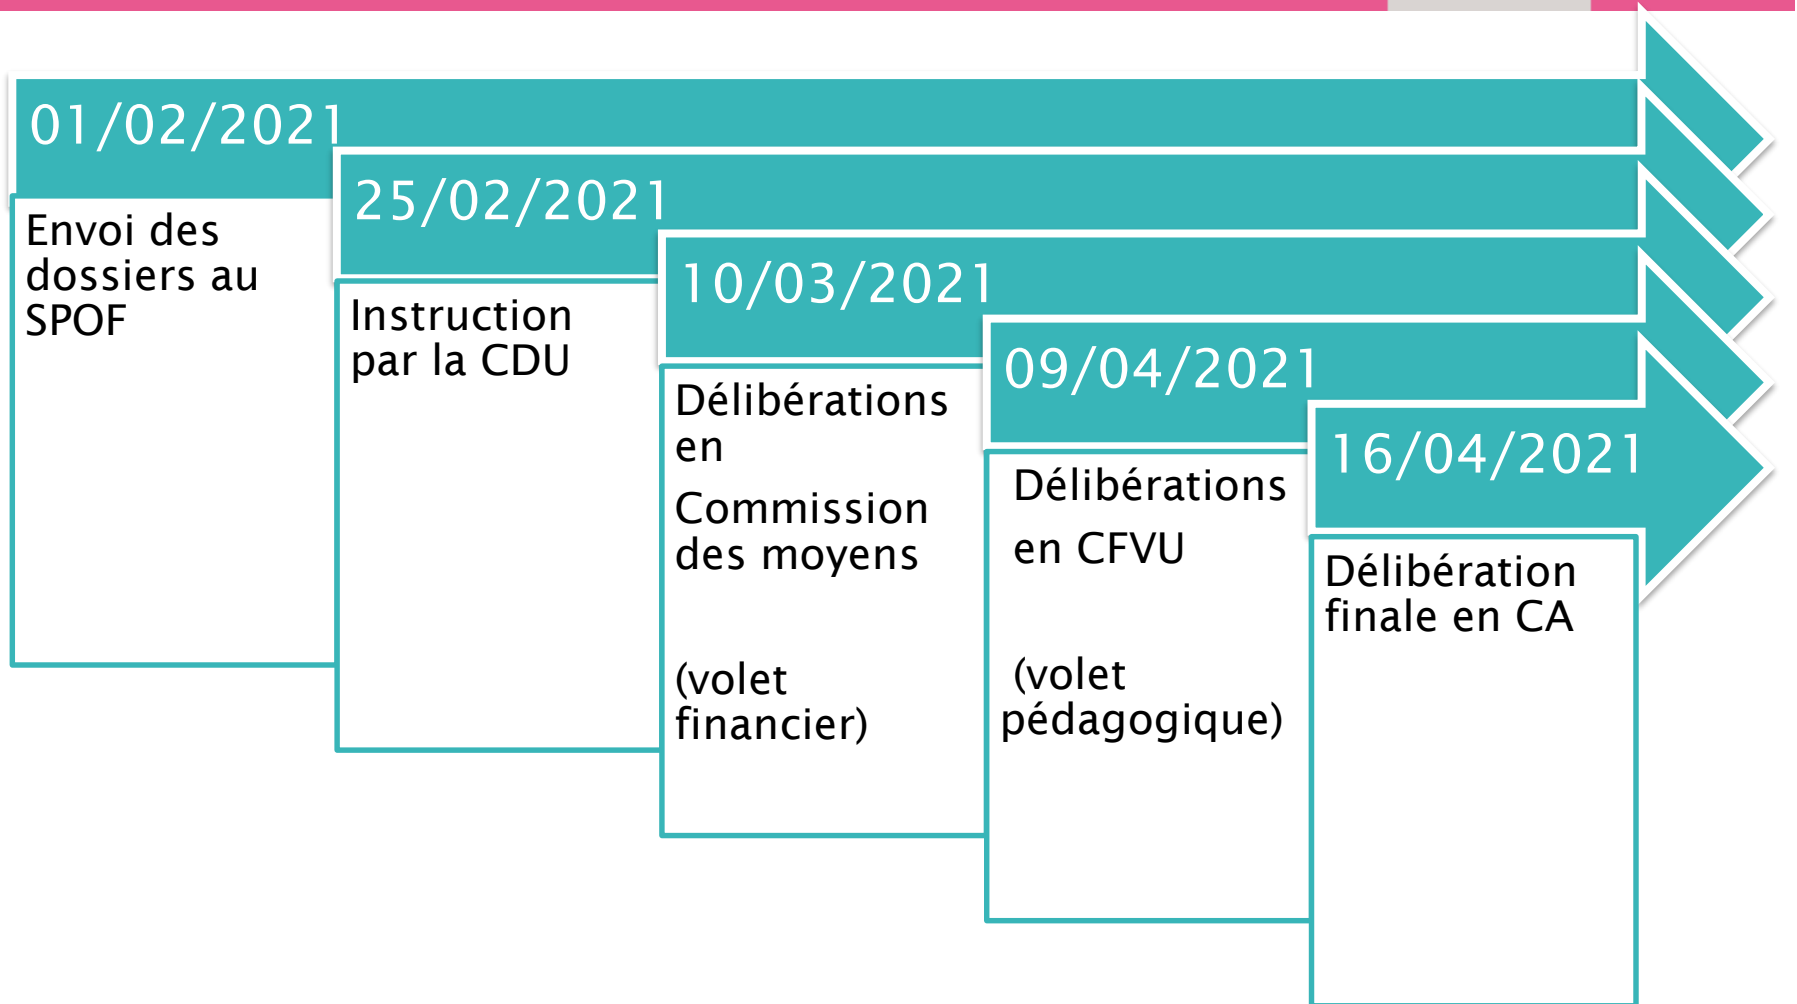 01/02/2021
Envoi des
dossiers au
SPOF
25/02/2021
Instruction
par la CDU
10/03/2021
Délibérations
en
Commission
des moyens
(volet
financier)
09/04/2021
Délibérations
en CFVU
(volet
pédagogique)
16/04/2021
Délibération
finale en CA